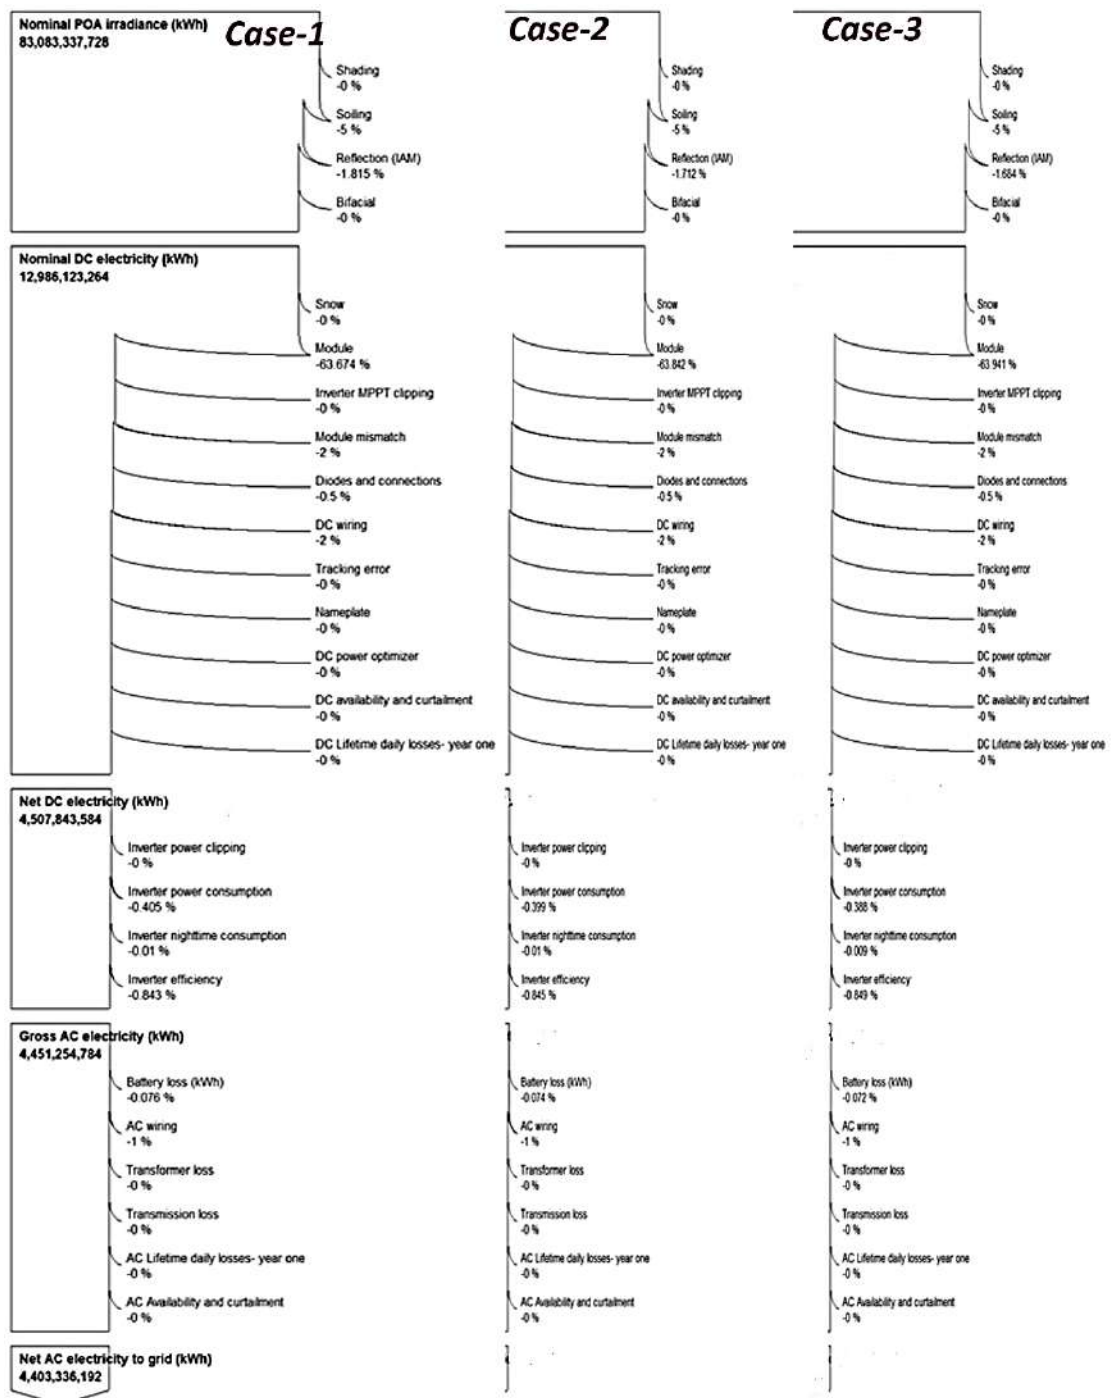 Nominal POA irradiance (kWh)
83,083,337,728
Case-1
Shading
-0 %
Soiling
-5 %
Reflection (IAM)
-1.815 %
Bifacial
-0 %
Nominal DC electricity (kWh)
12,986,123,264
Snow
-0 %
Module
-63.674 %
Inverter MPPT clipping
-0 %
Module mismatch
-2 %
Diodes and connections
-0.5 %
DC wiring
-2 %
Tracking error
-0 %
Nameplate
-0 %
DC power optimizer
-0 %
DC availability and curtailment
-0 %
DC Lifetime daily losses- year one
-0 %
Net DC electricity (kWh)
4,507,843,584
Inverter power clipping
-0 %
Inverter power consumption
-0.405 %
Inverter nighttime consumption
-0.01 %
Inverter efficiency
-0.843 %
Gross AC electricity (kWh)
4,451,254,784
Battery loss (kWh)
-0.076 %
AC wiring
-1 %
Transformer loss
-0 %
Transmission loss
-0 %
AC Lifetime daily losses- year one
-0 %
AC Availability and curtailment
-0 %
Net AC electricity to grid (kWh)
4,403,336,192
Case-2
Shading
-0 %
Soiling
-5 %
Reflection (IAM)
-1.712 %
Bifacial
-0 %
Snow
-0 %
Module
-63.842 %
Inverter MPPT clipping
-0 %
Module mismatch
-2 %
Diodes and connections
-0.5 %
DC wiring
-2 %
Tracking error
-0 %
Nameplate
-0 %
DC power optimizer
-0 %
DC availability and curtailment
-0 %
DC Lifetime daily losses- year one
-0 %
Inverter power clipping
-0 %
Inverter power consumption
-0.399 %
Inverter nighttime consumption
-0.01 %
Inverter efficiency
-0.845 %
Battery loss (kWh)
-0.074 %
AC wiring
-1 %
Transformer loss
-0 %
Transmission loss
-0 %
AC Lifetime daily losses- year one
-0 %
AC Availability and curtailment
-0 %
Case-3
Shading
-0 %
Soiling
-5 %
Reflection (IAM)
-1.684 %
Bifacial
-0 %
Snow
-0 %
Module
-63.941 %
Inverter MPPT clipping
-0 %
Module mismatch
-2 %
Diodes and connections
-0.5 %
DC wiring
-2 %
Tracking error
-0 %
Nameplate
-0 %
DC power optimizer
-0 %
DC availability and curtailment
-0 %
DC Lifetime daily losses- year one
-0 %
Inverter power clipping
-0 %
Inverter power consumption
-0.388 %
Inverter nighttime consumption
-0.009 %
Inverter efficiency
-0.849 %
Battery loss (kWh)
-0.072 %
AC wiring
-1 %
Transformer loss
-0 %
Transmission loss
-0 %
AC Lifetime daily losses- year one
-0 %
AC Availability and curtailment
-0 %